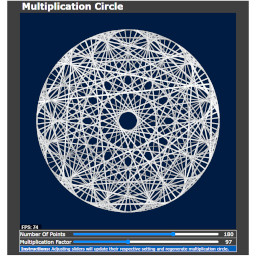 Multiplication Circle
FPS: 74
Number Of Points 180
Multiplication Factor 97
Instructions: Adjusting sliders will update their respective setting and regenerate multiplication circle.